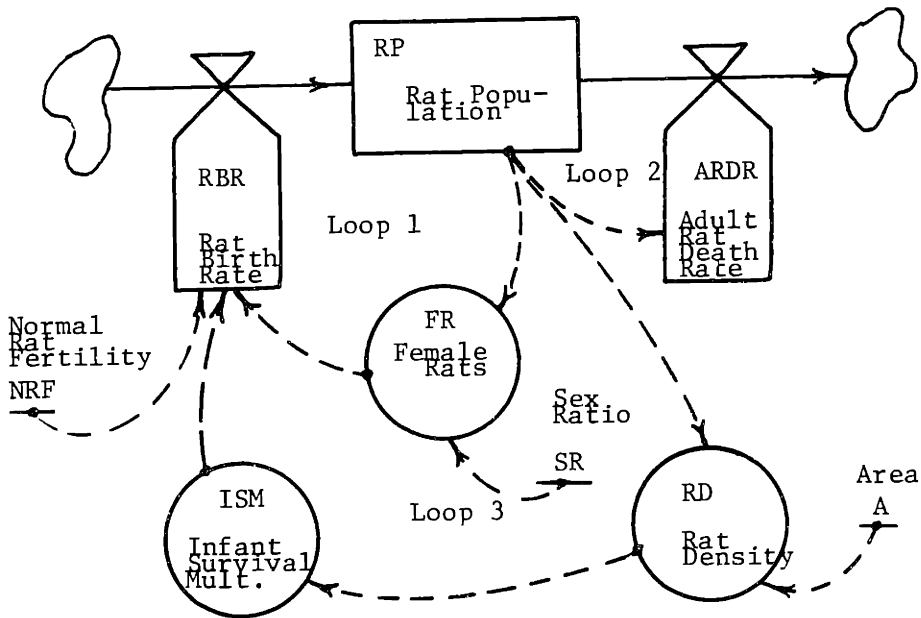 RP
Rat Popu-
lation
RBR
Rat
Birth
Rate
Loop 1
Loop 2
ARDR
Adult
Rat
Death
Rate
Normal
Rat
Fertility
NRF
FR
Female
Rats
Sex
Ratio
SR
Loop 3
ISM
Infant
Survival
Mult.
RD
Rat
Density
Area
A